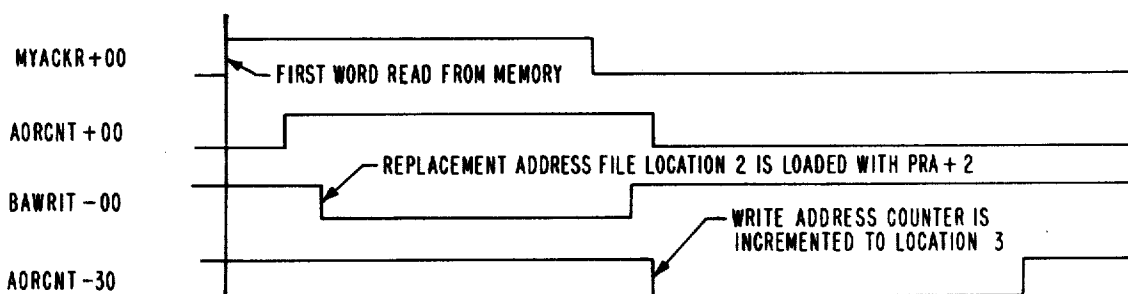 MYACKR+00
FIRST WORD READ FROM MEMORY
AORCNT+00
REPLACEMENT ADDRESS FILE LOCATION 2 IS LOADED WITH PRA+2
BAWRIT-00
WRITE ADDRESS COUNTER IS
INCREMENTED TO LOCATION 3
AORCNT-30